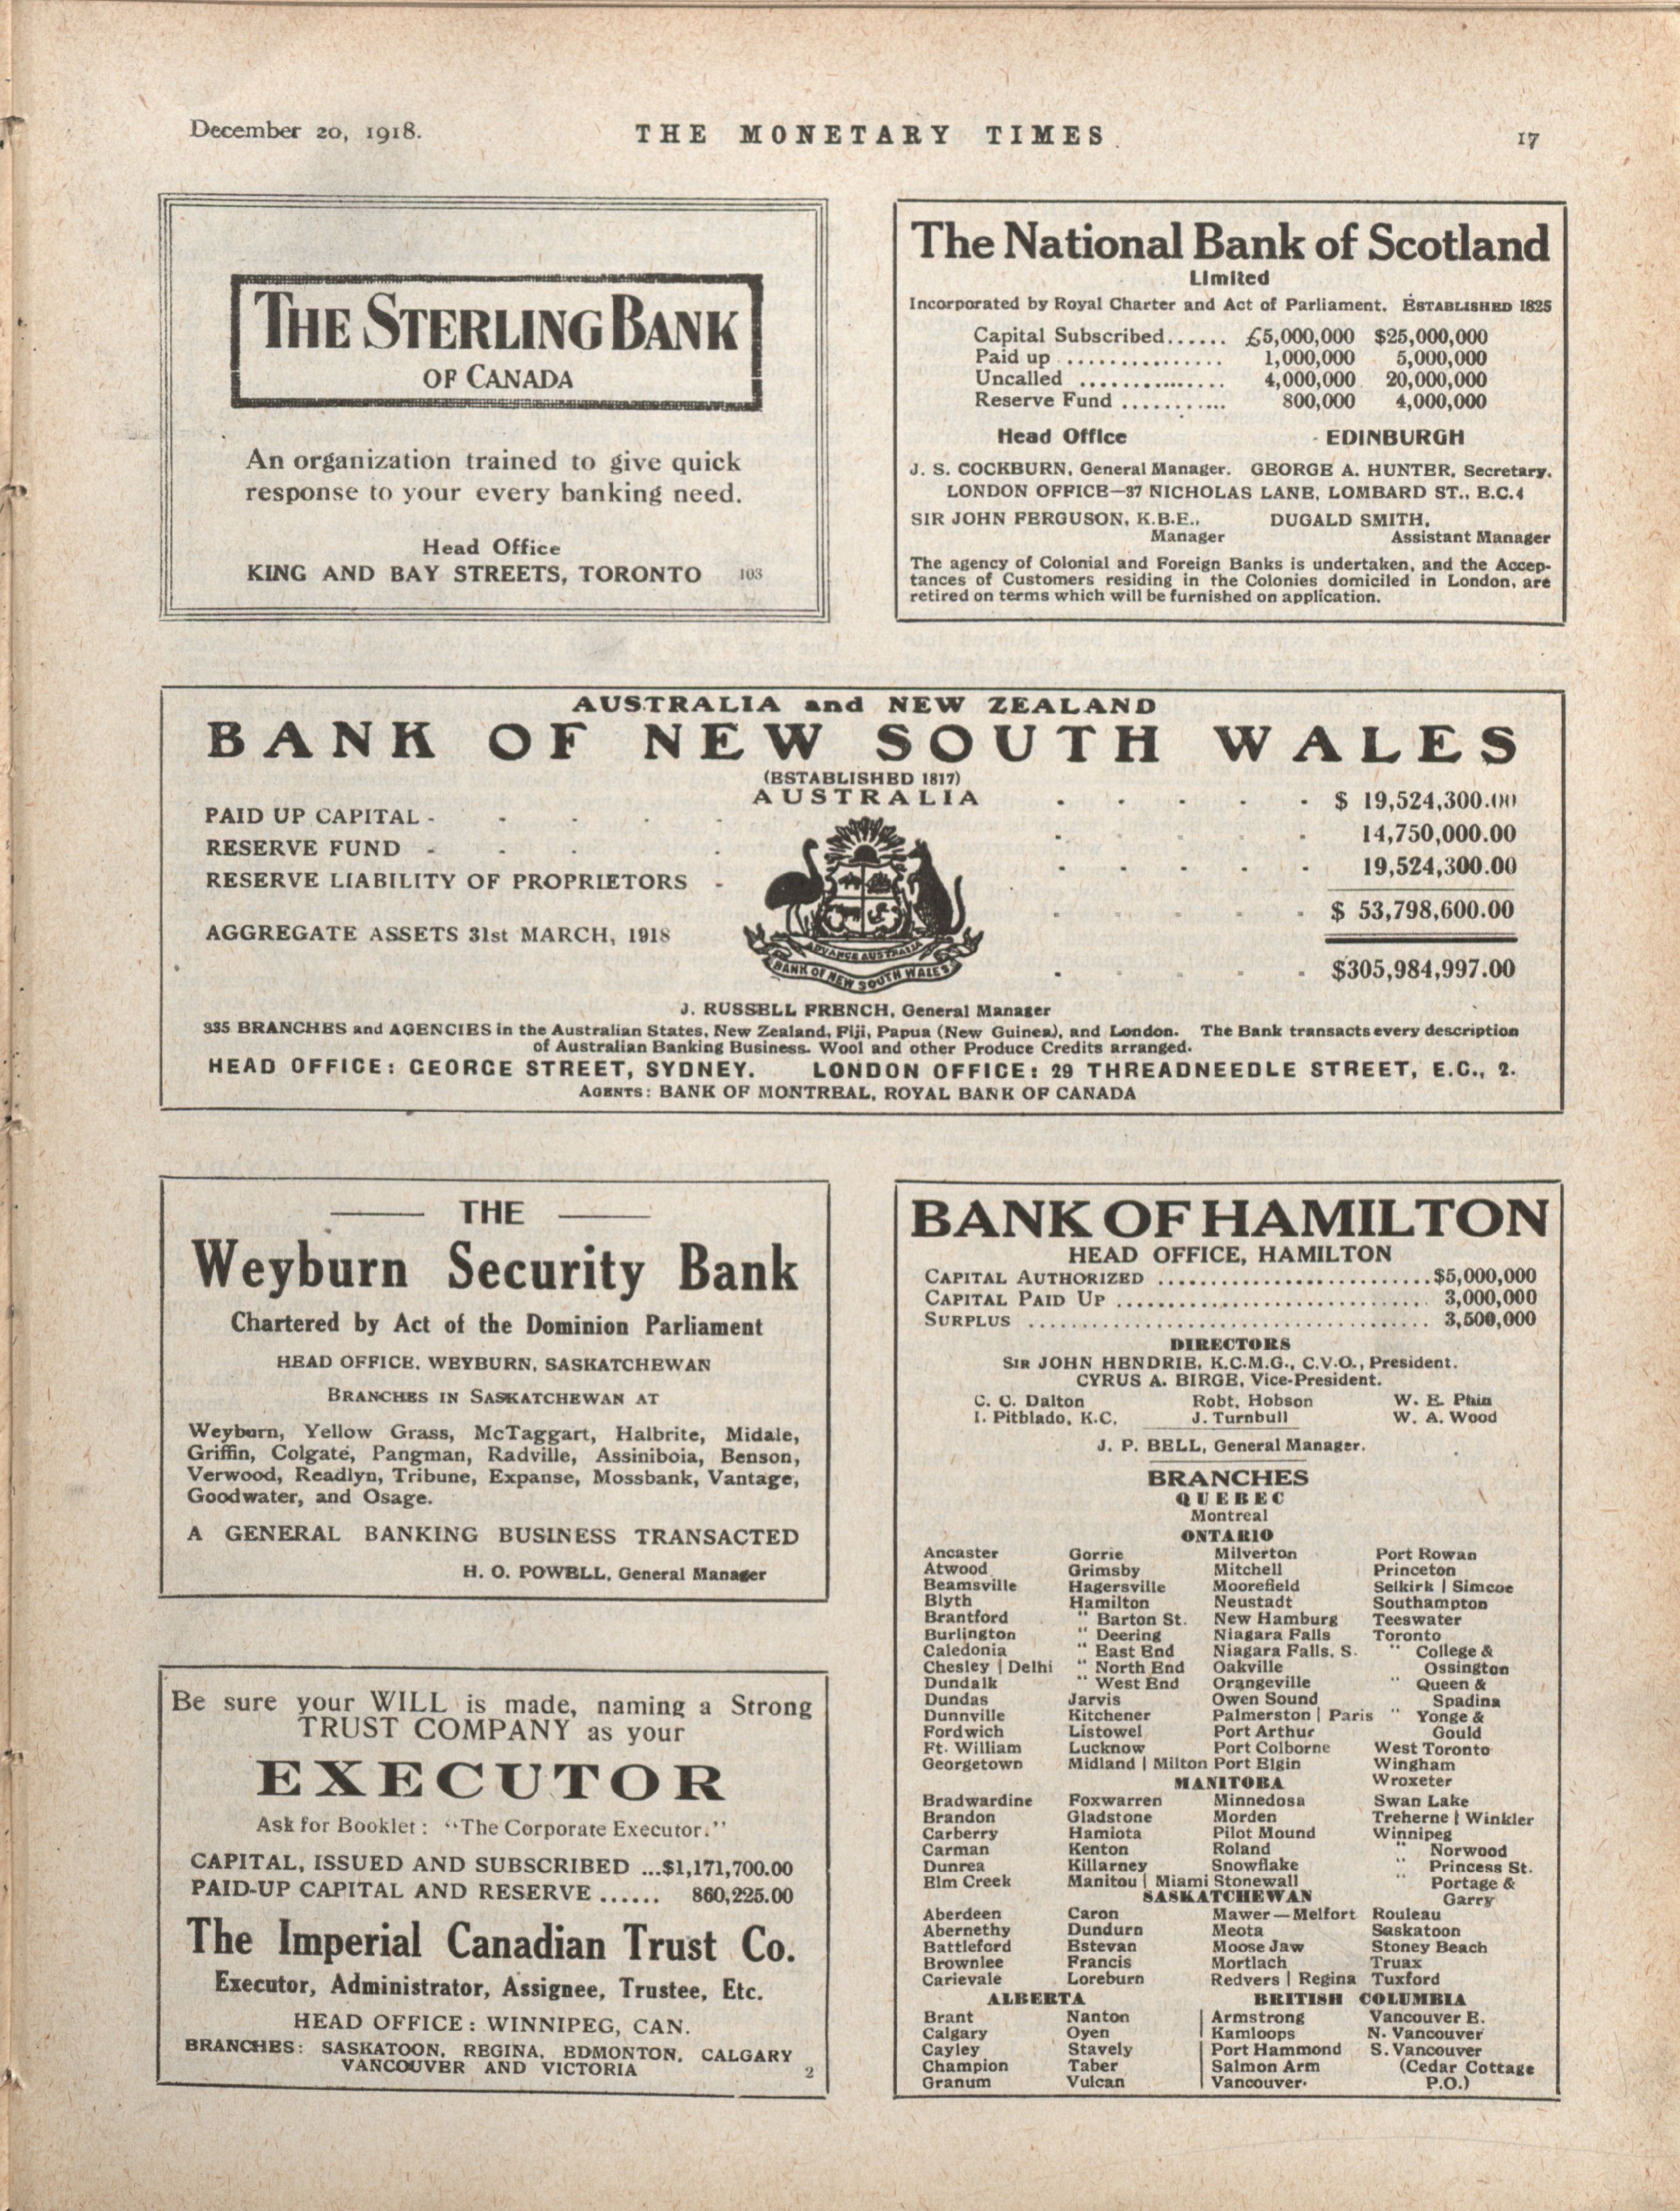 December 20, 1918.
THE MONETARY TIMES
17
THE STERLING BANK
OF CANADA
An organization trained to give quick
response to your every banking need.
Head Office
KING AND BAY STREETS, TORONTO 103
The National Bank of Scotland
Limited
Incorporated by Royal Charter and Act of Parliament. ESTABLISHED 1825
Capital Subscribed...... £5,000,000 $25,000,000
Paid up ............... 1,000,000 5,000,000
Uncalled .............. 4,000,000 20,000,000
Reserve Fund ........... 800,000 4,000,000
Head Office EDINBURGH
J. S. COCKBURN, General Manager. GEORGE A. HUNTER, Secretary.
LONDON OFFICE—37 NICHOLAS LANE, LOMBARD ST., E.C.4
SIR JOHN FERGUSON, K.B.E., DUGALD SMITH,
Manager Assistant Manager
The agency of Colonial and Foreign Banks is undertaken, and the Accep-
tances of Customers residing in the Colonies domiciled in London, are
retired on terms which will be furnished on application.
AUSTRALIA and NEW ZEALAND
BANK OF NEW SOUTH WALES
(ESTABLISHED 1817)
AUSTRALIA
PAID UP CAPITAL - - - - - - - - - - $ 19,524,300.00
RESERVE FUND - - - - - - - - - 14,750,000.00
RESERVE LIABILITY OF PROPRIETORS - - - - - - 19,524,300.00
- - - - - $ 53,798,600.00
AGGREGATE ASSETS 31st MARCH, 1918 - - - - - $305,984,997.00
ADVANCE AUSTRALIA
BANK OF NEW SOUTH WALES
J. RUSSELL FRENCH, General Manager
335 BRANCHES and AGENCIES in the Australian States, New Zealand, Fiji, Papua (New Guinea), and London. The Bank transacts every description
of Australian Banking Business. Wool and other Produce Credits arranged.
HEAD OFFICE: GEORGE STREET, SYDNEY. LONDON OFFICE: 29 THREADNEEDLE STREET, E.C., 2.
AGENTS: BANK OF MONTREAL, ROYAL BANK OF CANADA
THE
Weyburn Security Bank
Chartered by Act of the Dominion Parliament
HEAD OFFICE, WEYBURN, SASKATCHEWAN
BRANCHES IN SASKATCHEWAN AT
Weyburn, Yellow Grass, McTaggart, Halbrite, Midale,
Griffin, Colgate, Pangman, Radville, Assiniboia, Benson,
Verwood, Readlyn, Tribune, Expanse, Mossbank, Vantage,
Goodwater, and Osage.
A GENERAL BANKING BUSINESS TRANSACTED
H. O. POWELL, General Manager
Be sure your WILL is made, naming a Strong
TRUST COMPANY as your
EXECUTOR
Ask for Booklet: "The Corporate Executor."
CAPITAL, ISSUED AND SUBSCRIBED ...$1,171,700.00
PAID-UP CAPITAL AND RESERVE ...... 860,225.00
The Imperial Canadian Trust Co.
Executor, Administrator, Assignee, Trustee, Etc.
HEAD OFFICE: WINNIPEG, CAN.
BRANCHES: SASKATOON, REGINA, EDMONTON, CALGARY
VANCOUVER AND VICTORIA 2
BANK OF HAMILTON
HEAD OFFICE, HAMILTON
CAPITAL AUTHORIZED ..........................$5,000,000
CAPITAL PAID UP .............................. 3,000,000
SURPLUS ...................................... 3,500,000
DIRECTORS
SIR JOHN HENDRIE, K.C.M.G., C.V.O., President.
CYRUS A. BIRGE, Vice-President.
C. C. Dalton Robt. Hobson W. E. Phin
I. Pitblado, K.C. J. Turnbull W. A. Wood
J. P. BELL, General Manager.
BRANCHES
QUEBEC
Montreal
ONTARIO
Ancaster Gorrie Milverton Port Rowan
Atwood Grimsby Mitchell Princeton
Beamsville Hagersville Moorefield Selkirk | Simcoe
Blyth Hamilton Neustadt Southampton
Brantford " Barton St. New Hamburg Teeswater
Burlington " Deering Niagara Falls Toronto
Caledonia " East End Niagara Falls, S. " College &
Chesley | Delhi " North End Oakville Ossington
Dundalk " West End Orangeville " Queen &
Dundas Jarvis Owen Sound Spadina
Dunnville Kitchener Palmerston | Paris " Yonge &
Fordwich Listowel Port Arthur Gould
Ft. William Lucknow Port Colborne West Toronto
Georgetown Midland | Milton Port Elgin Wingham
MANITOBA Wroxeter
Bradwardine Foxwarren Minnedosa Swan Lake
Brandon Gladstone Morden Treherne | Winkler
Carberry Hamiota Pilot Mound Winnipeg
Carman Kenton Roland " Norwood
Dunrea Killarney Snowflake " Princess St.
Elm Creek Manitou | Miami Stonewall " Portage &
SASKATCHEWAN Garry
Aberdeen Caron Mawer—Melfort Rouleau
Abernethy Dundurn Meota Saskatoon
Battleford Estevan Moose Jaw Stoney Beach
Brownlee Francis Mortlach Truax
Carievale Loreburn Redvers | Regina Tuxford
ALBERTA BRITISH COLUMBIA
Brant Nanton Armstrong Vancouver E.
Calgary Oyen Kamloops N. Vancouver
Cayley Stavely Port Hammond S. Vancouver
Champion Taber Salmon Arm (Cedar Cottage
Granum Vulcan Vancouver. P.O.)